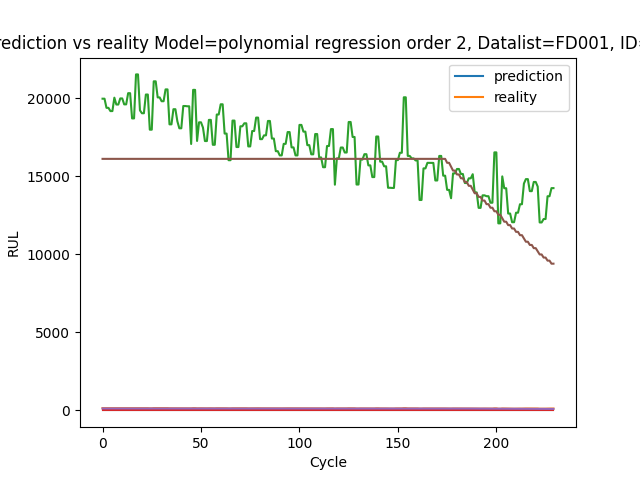 rediction vs reality Model=polynomial regression order 2, Datalist=FD001, ID=
prediction
reality
20000
15000
10000
5000
0
RUL
0 50 100 150 200
Cycle